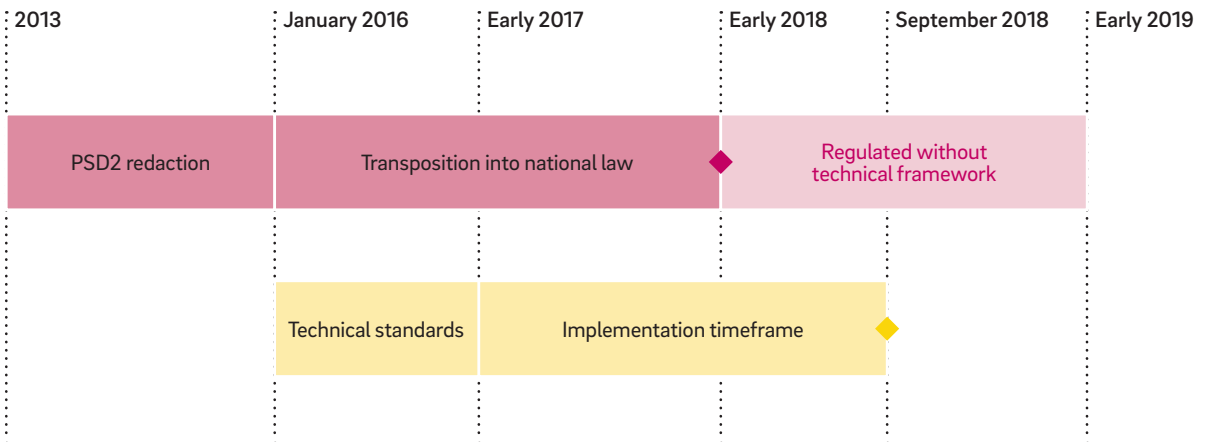 2013
January 2016
Early 2017
Early 2018
September 2018
Early 2019
PSD2 redaction
Transposition into national law
Regulated without
technical framework
Technical standards
Implementation timeframe